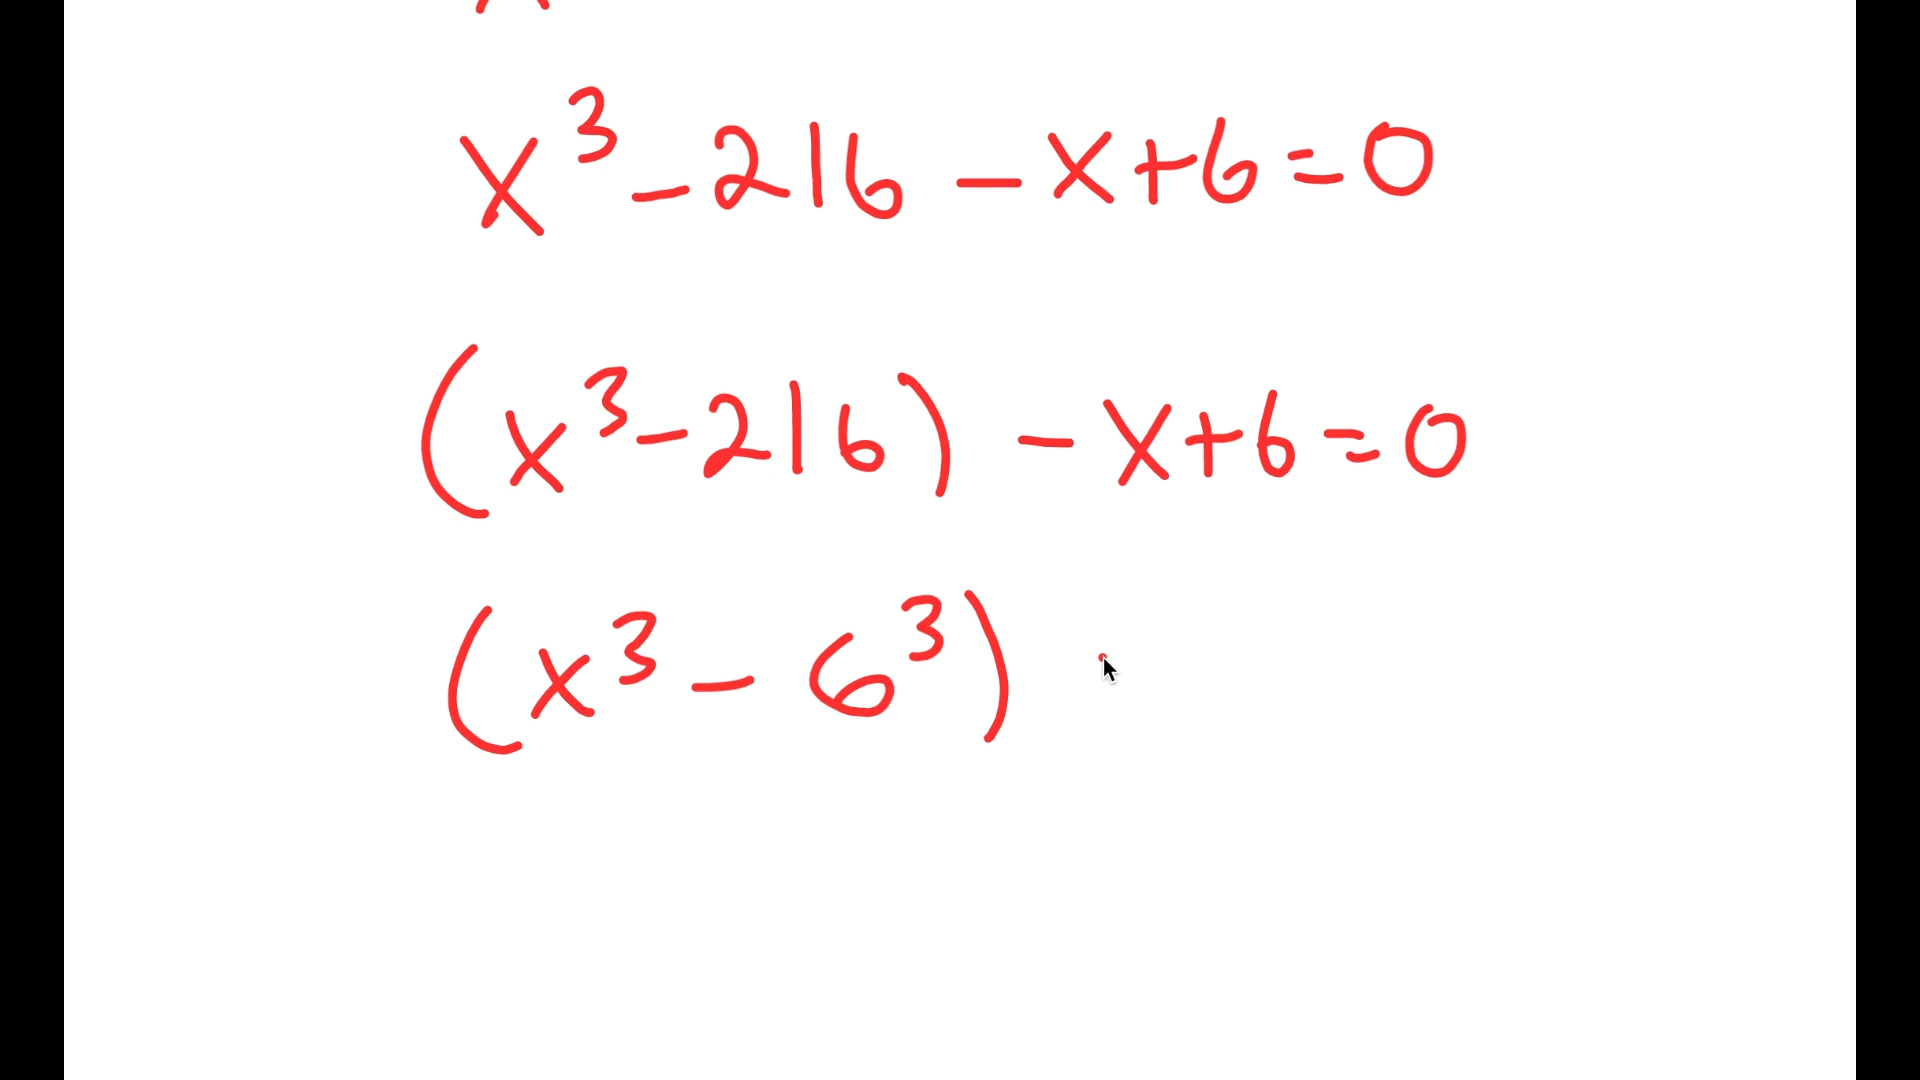 x³ - 216 - x + 6 = 0
(x³ - 216) - x + 6 = 0
(x³ - 6³)